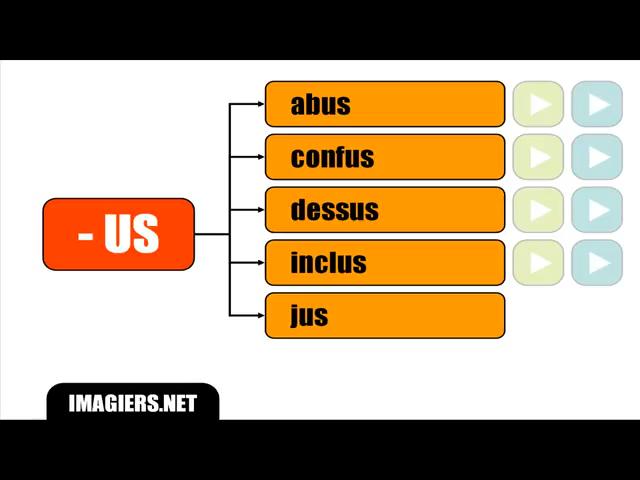 abus
confus
dessus
- US
inclus
jus
IMAGIERS.NET